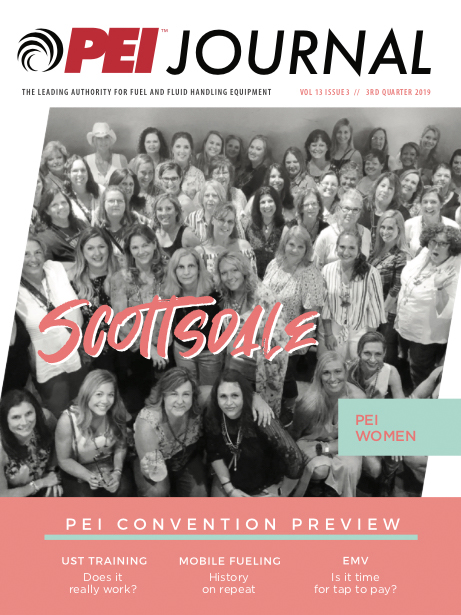 PEI™ JOURNAL
THE LEADING AUTHORITY FOR FUEL AND FLUID HANDLING EQUIPMENT
VOL 13 ISSUE 3 // 3RD QUARTER 2019
SCOTTSDALE
PEI
WOMEN
PEI CONVENTION PREVIEW
UST TRAINING
Does it
really work?
MOBILE FUELING
History
on repeat
EMV
Is it time
for tap to pay?